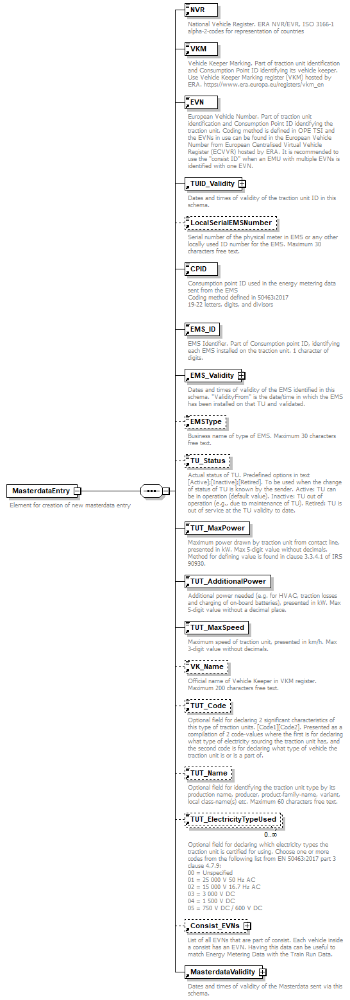 NVR
National Vehicle Register. ERA NVR/EVR, ISO 3166-1
alpha-2-codes for representation of countries
VKM
Vehicle Keeper Marking. Part of traction unit identification
and Consumption Point ID identifying its vehicle keeper.
Use Vehicle Keeper Marking register (VKM) hosted by
ERA. https://www.era.europa.eu/registers/vkm_en
EVN
European Vehicle Number. Part of traction unit
identification and Consumption Point ID identifying the
traction unit. Coding method is defined in OPE TSI and
the EVNs in use can be found in the European Vehicle
Number from European Centralised Virtual Vehicle
Register (ECVVR) hosted by ERA. It is recommended to
use the "consist ID" when an EMU with multiple EVNs is
identified with one EVN.
TUID_Validity
Dates and times of validity of the traction unit ID in this
schema.
LocalSerialEMSNumber
Serial number of the physical meter in EMS or any other
locally used ID number for the EMS. Maximum 30
characters free text.
CPID
Consumption point ID used in the energy metering data
sent from the EMS
Coding method defined in 50463:2017
19-22 letters, digits, and divisors
EMS_ID
EMS Identifier. Part of Consumption point ID, identifying
each EMS installed on the traction unit. 1 character of
digits.
EMS_Validity
Dates and times of validity of the EMS identified in this
schema. "ValidityFrom" is the date/time in which the EMS
has been installed on that TU and validated.
EMSType
Business name of type of EMS. Maximum 30 characters
free text.
TU_Status
Actual status of TU. Predefined options in text
[Active];[Inactive];[Retired]. To be used when the change
of status of TU is known by the sender. Active: TU can
be in operation (default value). Inactive: TU out of
operation (e.g., due to maintenance of TU). Retired: TU is
out of service at the TU validity to date.
MasterdataEntry
Element for creation of new masterdata entry
TUT_MaxPower
Maximum power drawn by traction unit from contact line,
presented in kW. Max 5-digit value without decimals.
Method for defining value is found in clause 3.3.4.1 of IRS
90930.
TUT_AdditionalPower
Additional power needed (e.g. for HVAC, traction losses
and charging of on-board batteries), presented in kW. Max
5-digit value without a decimal place.
TUT_MaxSpeed
Maximum speed of traction unit, presented in km/h. Max
3-digit value without decimals.
VK_Name
Official name of Vehicle Keeper in VKM register.
Maximum 200 characters free text.
TUT_Code
Optional field for declaring 2 significant characteristics of
this type of traction units. [Code1][Code2]. Presented as a
compilation of 2 code-values where the first is for declaring
what type of electricity sourcing the traction unit has, and
the second code is for declaring what type of vehicle the
traction unit is or is a part of.
TUT_Name
Optional field for identifying the traction unit type by its
production name, producer, product-family-name, variant,
local class-name(s) etc. Maximum 60 characters free text.
TUT_ElectricityTypeUsed
0..∞
Optional field for declaring which electricity types the
traction unit is certified for using. Choose one or more
codes from the following list from EN 50463:2017 part 3
clause 4.7.9:
00 = Unspecified
01 = 25 000 V 50 Hz AC
02 = 15 000 V 16.7 Hz AC
03 = 3 000 V DC
04 = 1 500 V DC
05 = 750 V DC / 600 V DC
Consist_EVNs
List of all EVNs that are part of consist. Each vehicle inside
a consist has an EVN. Having this data can be useful to
match Energy Metering Data with the Train Run Data.
MasterdataValidity
Dates and times of validity of the Masterdata sent via this
schema.